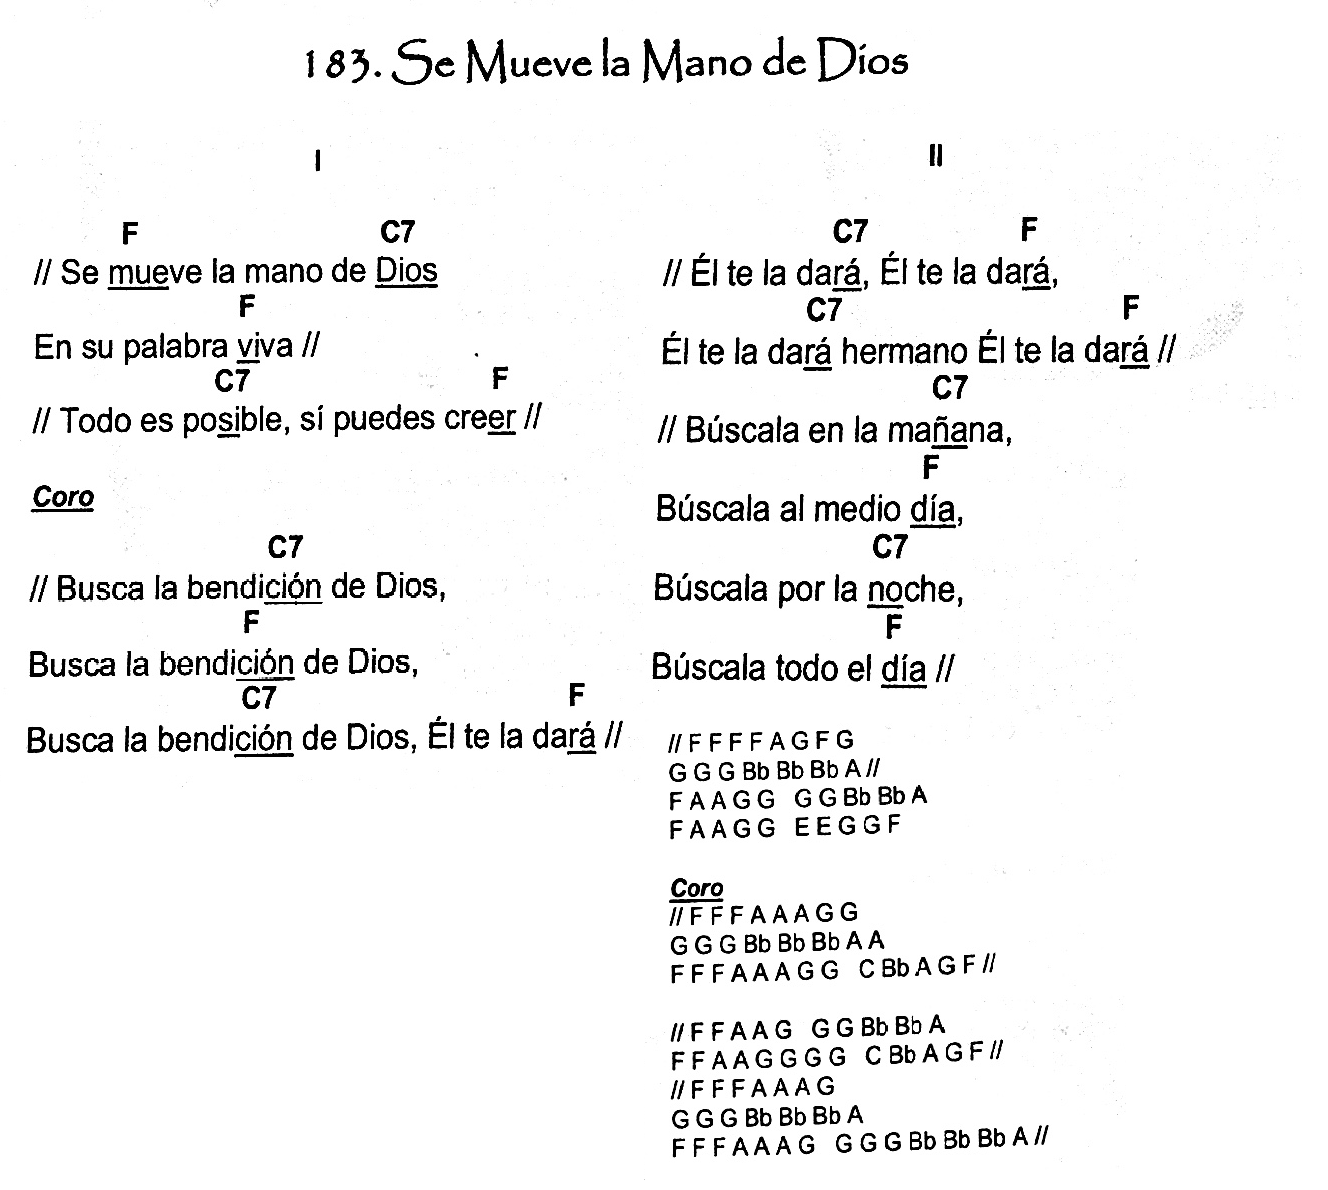 183. Se Mueve la Mano de Dios
I
F C7
// Se mueve la mano de Dios
F
En su palabra viva //
C7 F
// Todo es posible, sí puedes creer //
Coro
C7
// Busca la bendición de Dios,
F
Busca la bendición de Dios,
C7 F
Busca la bendición de Dios, Él te la dará //
II
C7 F
// Él te la dará, Él te la dará,
C7 F
Él te la dará hermano Él te la dará //
C7
// Búscala en la mañana,
F
Búscala al medio día,
C7
Búscala por la noche,
F
Búscala todo el día //
// F F F F A G F G
G G G Bb Bb Bb A //
F A A G G G G Bb Bb A
F A A G G E E G G F
Coro
// F F F A A A G G
G G G Bb Bb Bb A A
F F F A A A G G C Bb A G F //
// F F A A G G G Bb Bb A
F F A A G G G G C Bb A G F //
// F F F A A A G
G G G Bb Bb Bb A
F F F A A A G G G G Bb Bb Bb A //